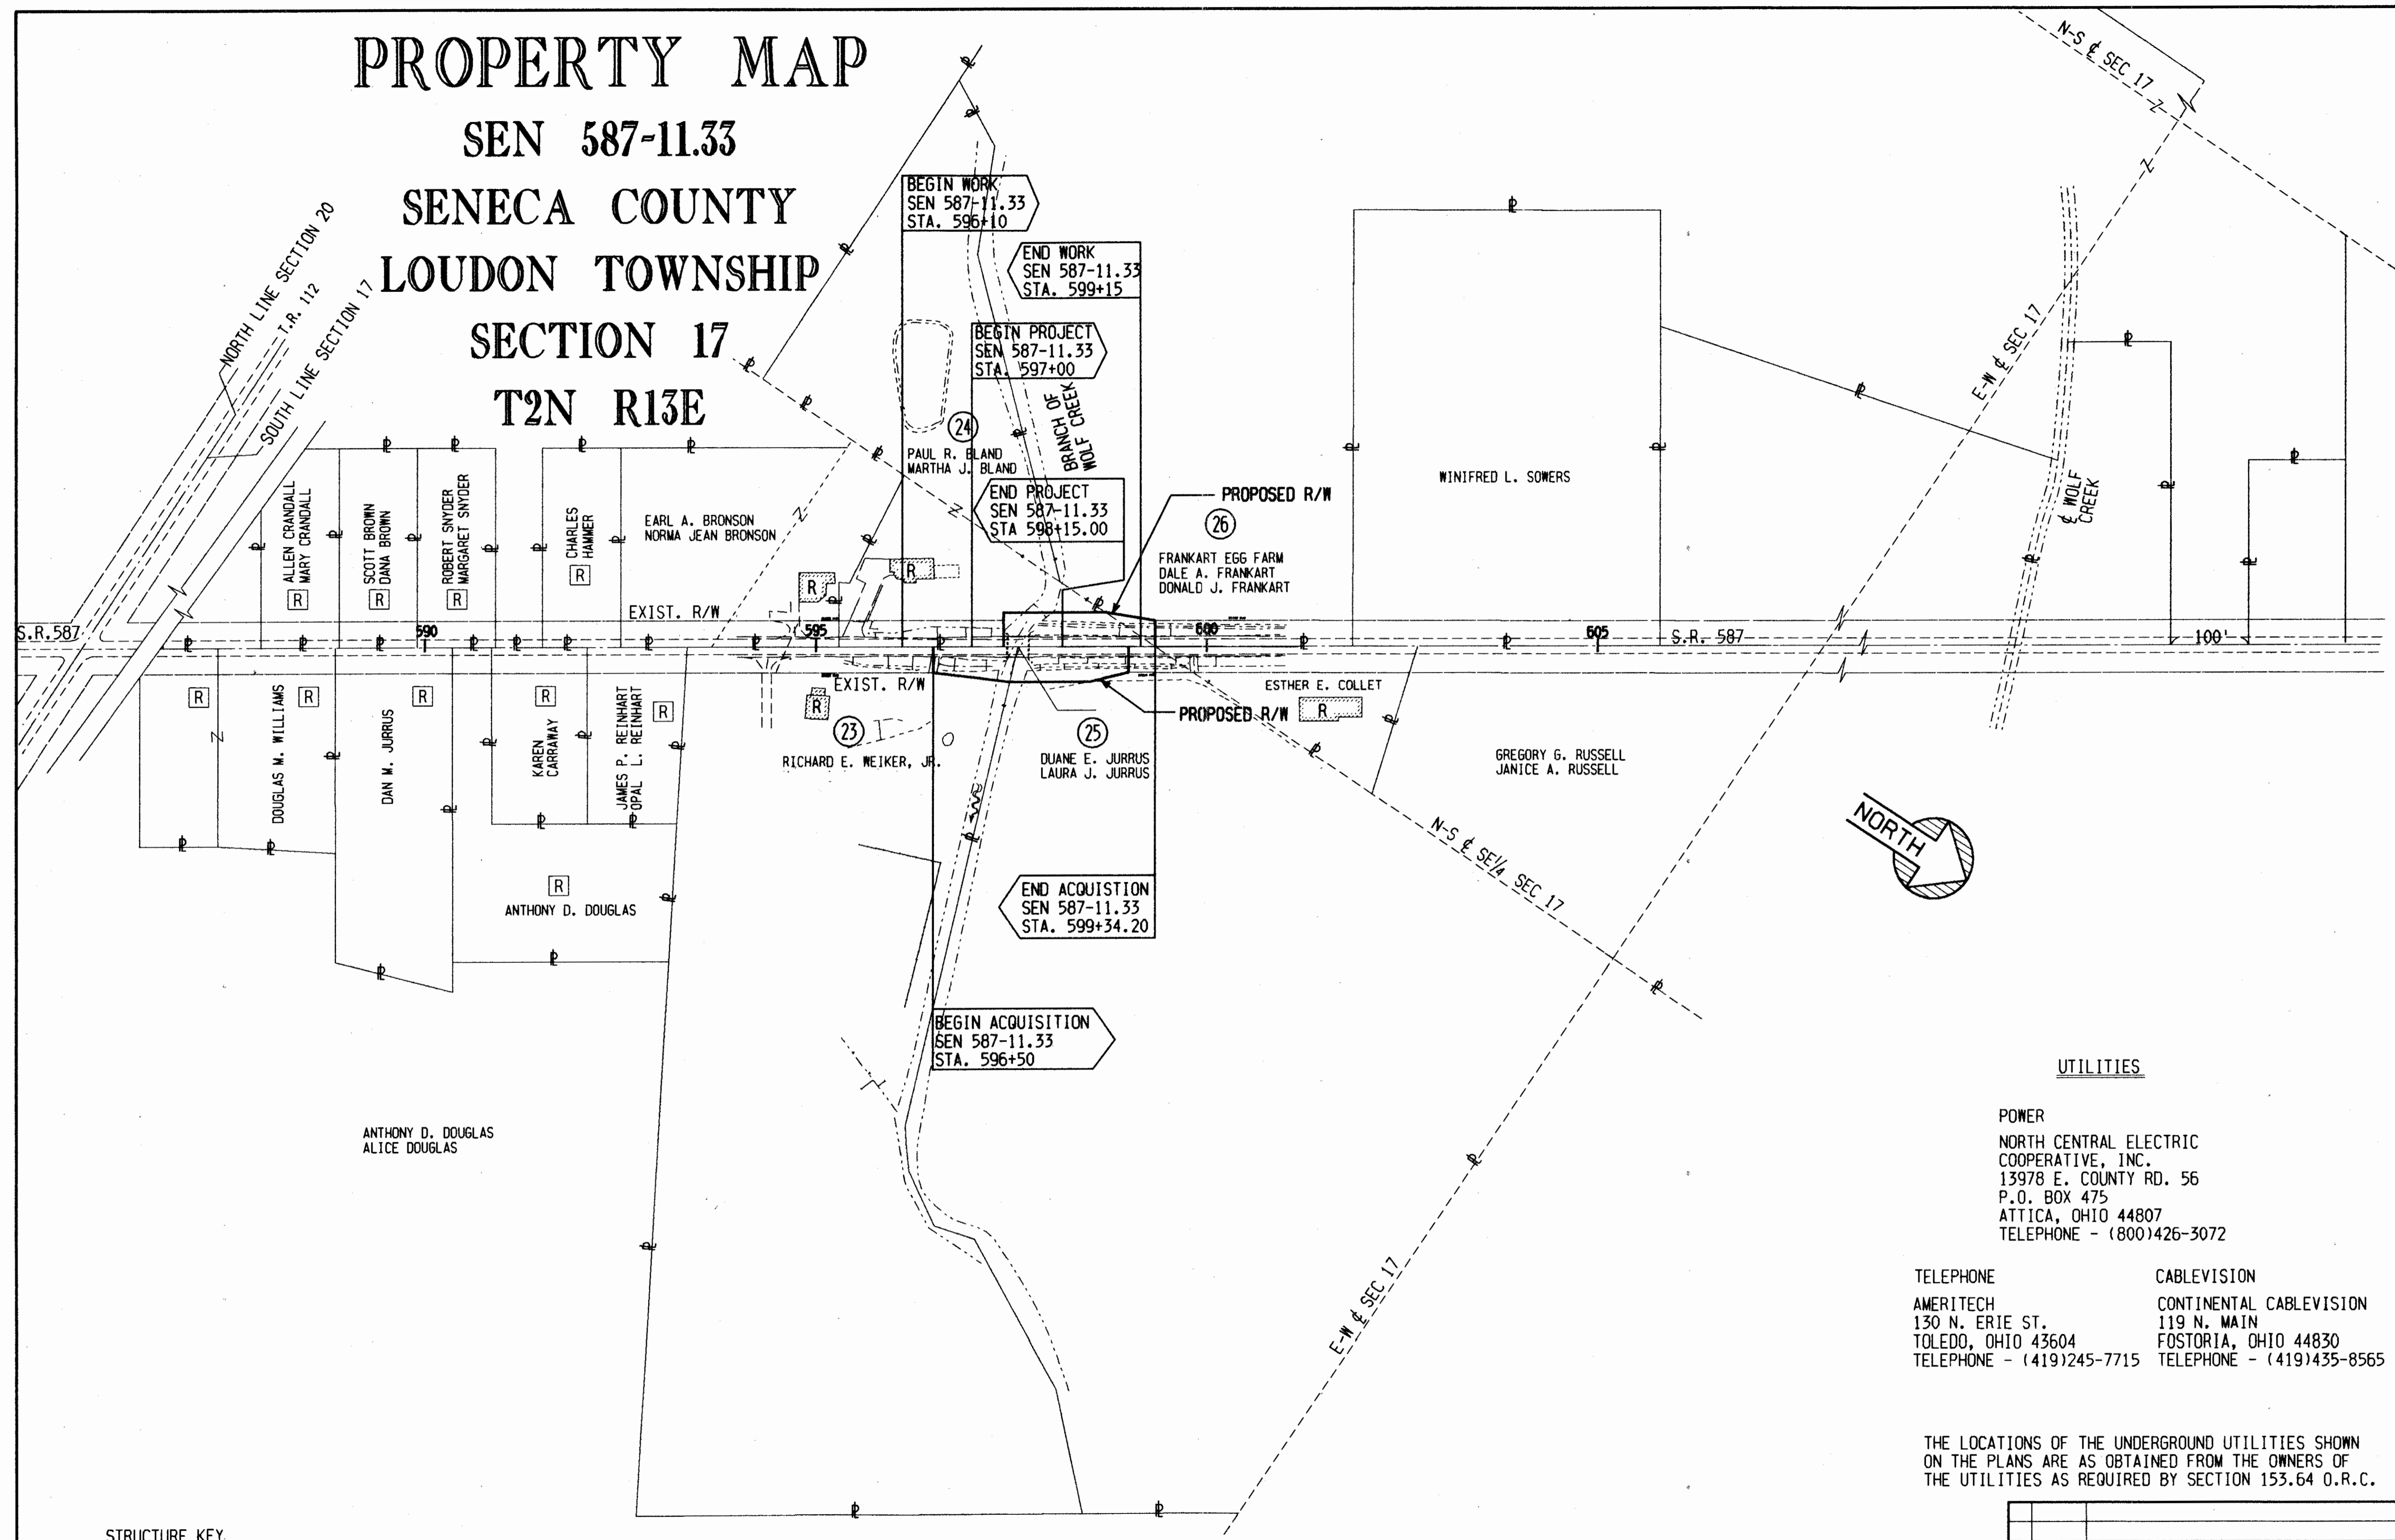 PROPERTY MAP
SEN 587-11.33
SENECA COUNTY
LOUDON TOWNSHIP
SECTION 17
T2N R13E
NORTH LINE SECTION 20
T.R. 112
SOUTH LINE SECTION 17
N-S ℄ SEC 17
BEGIN WORK
SEN 587-11.33
STA. 596+10
END WORK
SEN 587-11.33
STA. 599+15
BEGIN PROJECT
SEN 587-11.33
STA. 597+00
BRANCH OF
WOLF CREEK
24
PAUL R. BLAND
MARTHA J. BLAND
END PROJECT
SEN 587-11.33
STA 598+15.00
PROPOSED R/W
26
FRANKART EGG FARM
DALE A. FRANKART
DONALD J. FRANKART
WINIFRED L. SOWERS
E-W ℄ SEC 17
℄ WOLF
CREEK
ALLEN CRANDALL
MARY CRANDALL
R
SCOTT BROWN
DANA BROWN
R
ROBERT SNYDER
MARGARET SNYDER
R
CHARLES
HAMMER
R
EARL A. BRONSON
NORMA JEAN BRONSON
R
R
EXIST. R/W
S.R.587
590
595
600
605
S.R. 587
100'
R
DOUGLAS M. WILLIAMS
R
DAN M. JURRUS
R
KAREN
CARRAWAY
R
JAMES P. REINHART
OPAL L. REINHART
R
R
EXIST. R/W
23
RICHARD E. WEIKER, JR.
25
DUANE E. JURRUS
LAURA J. JURRUS
PROPOSED R/W
ESTHER E. COLLET
R
GREGORY G. RUSSELL
JANICE A. RUSSELL
N-S ℄ SE¼ SEC 17
NORTH
R
ANTHONY D. DOUGLAS
END ACQUISTION
SEN 587-11.33
STA. 599+34.20
BEGIN ACQUISITION
SEN 587-11.33
STA. 596+50
ANTHONY D. DOUGLAS
ALICE DOUGLAS
E-W ℄ SEC 17
UTILITIES
POWER
NORTH CENTRAL ELECTRIC
COOPERATIVE, INC.
13978 E. COUNTY RD. 56
P.O. BOX 475
ATTICA, OHIO 44807
TELEPHONE - (800)426-3072
TELEPHONE
AMERITECH
130 N. ERIE ST.
TOLEDO, OHIO 43604
TELEPHONE - (419)245-7715
CABLEVISION
CONTINENTAL CABLEVISION
119 N. MAIN
FOSTORIA, OHIO 44830
TELEPHONE - (419)435-8565
THE LOCATIONS OF THE UNDERGROUND UTILITIES SHOWN
ON THE PLANS ARE AS OBTAINED FROM THE OWNERS OF
THE UTILITIES AS REQUIRED BY SECTION 153.64 O.R.C.
STRUCTURE KEY